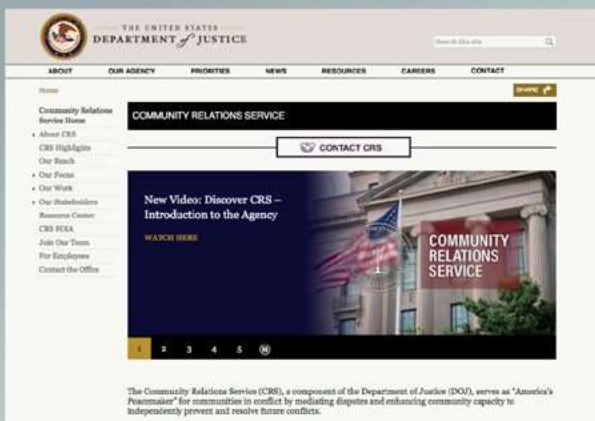 THE UNITED STATES
DEPARTMENT of JUSTICE
Search this site
ABOUT OUR AGENCY PRIORITIES NEWS RESOURCES CAREERS CONTACT
Home
SHARE
Community Relations
Service Home
About CRS
CRS Highlights
Our Reach
Our Focus
Our Work
Our Stakeholders
Resource Center
CRS FOIA
Join Our Team
For Employees
Contact the Office
COMMUNITY RELATIONS SERVICE
CONTACT CRS
New Video: Discover CRS –
Introduction to the Agency
WATCH HERE
COMMUNITY
RELATIONS
SERVICE
1 2 3 4 5
The Community Relations Service (CRS), a component of the Department of Justice (DOJ), serves as "America's
Peacemaker" for communities in conflict by mediating disputes and enhancing community capacity to
independently prevent and resolve future conflicts.